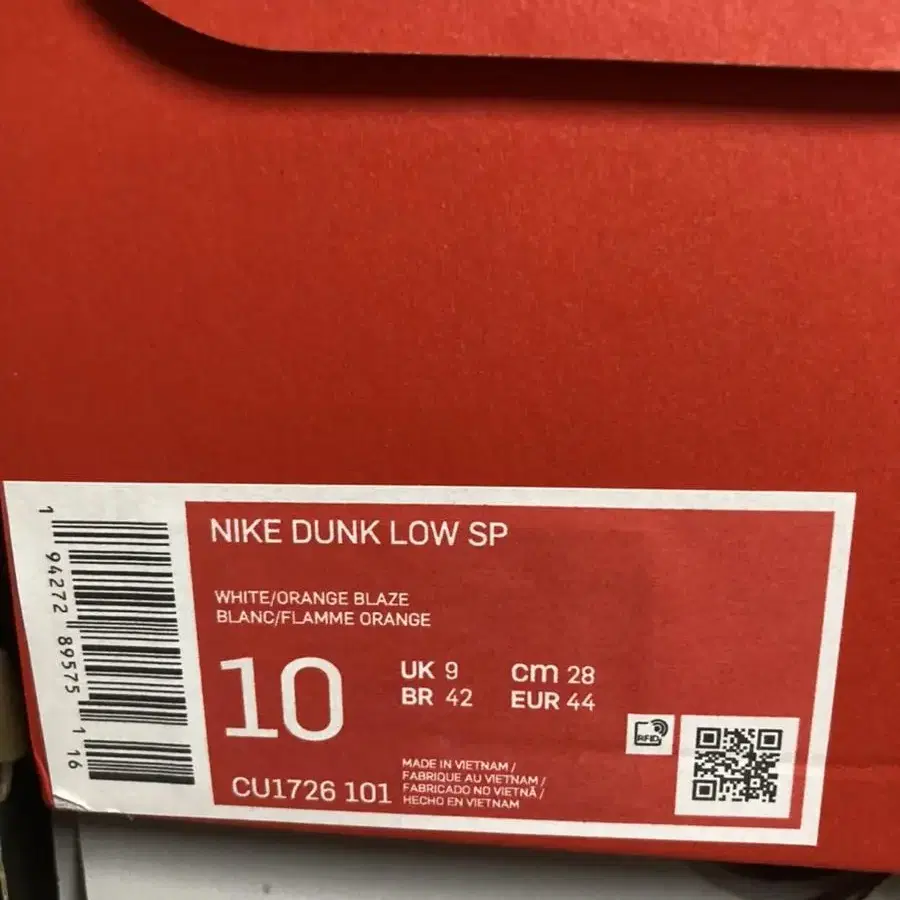 NIKE DUNK LOW SP
WHITE/ORANGE BLAZE
BLANC/FLAMME ORANGE
10
UK 9
BR 42
cm 28
EUR 44
RFID
CU1726 101
MADE IN VIETNAM /
FABRIQUE AU VIETNAM /
FABRICADO NO VIETNÃ /
HECHO EN VIETNAM
1 94272 89575 1 16